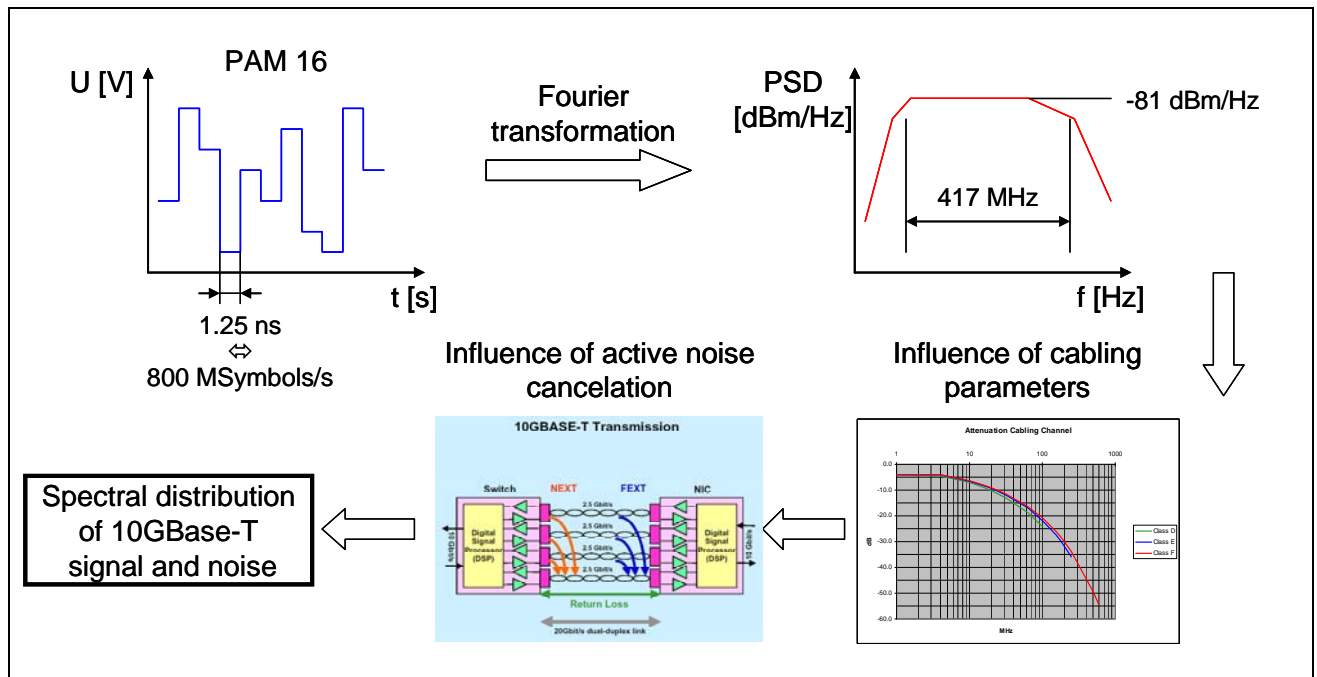 PAM 16
U [V]
t [s]
1.25 ns
⇔
800 MSymbols/s
Fourier
transformation
PSD
[dBm/Hz]
-81 dBm/Hz
417 MHz
f [Hz]
Influence of cabling
parameters
Attenuation Cabling Channel
1 10 100 1000
0.0
-10.0
-20.0
-30.0
-40.0
-50.0
-60.0
dB
MHz
Class D
Class E
Class F
Influence of active noise
cancelation
10GBASE-T Transmission
Switch NEXT FEXT NIC
2.5 Gbit/s
2.5 Gbit/s
2.5 Gbit/s
2.5 Gbit/s
10 Gbit/s
Digital
Signal
Processor
(DSP)
Digital
Signal
Processor
(DSP)
10 Gbit/s
Return Loss
20Gbit/s dual-duplex link
Spectral distribution
of 10GBase-T
signal and noise